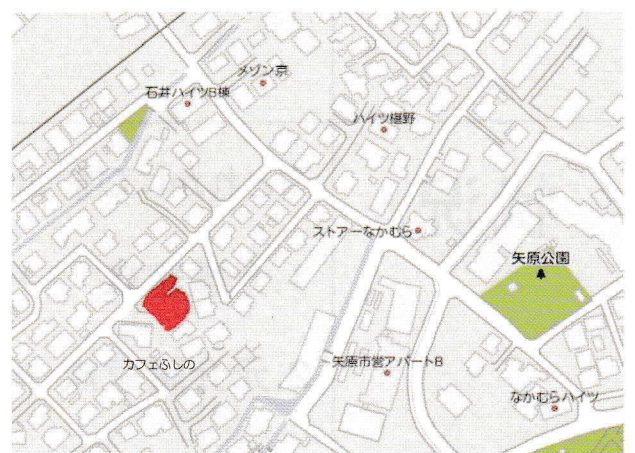 メゾン京
石井ハイツB棟
ハイツ椹野
ストアーなかむら
矢原公園
カフェふしの
矢原市営アパートB
なかむらハイツ